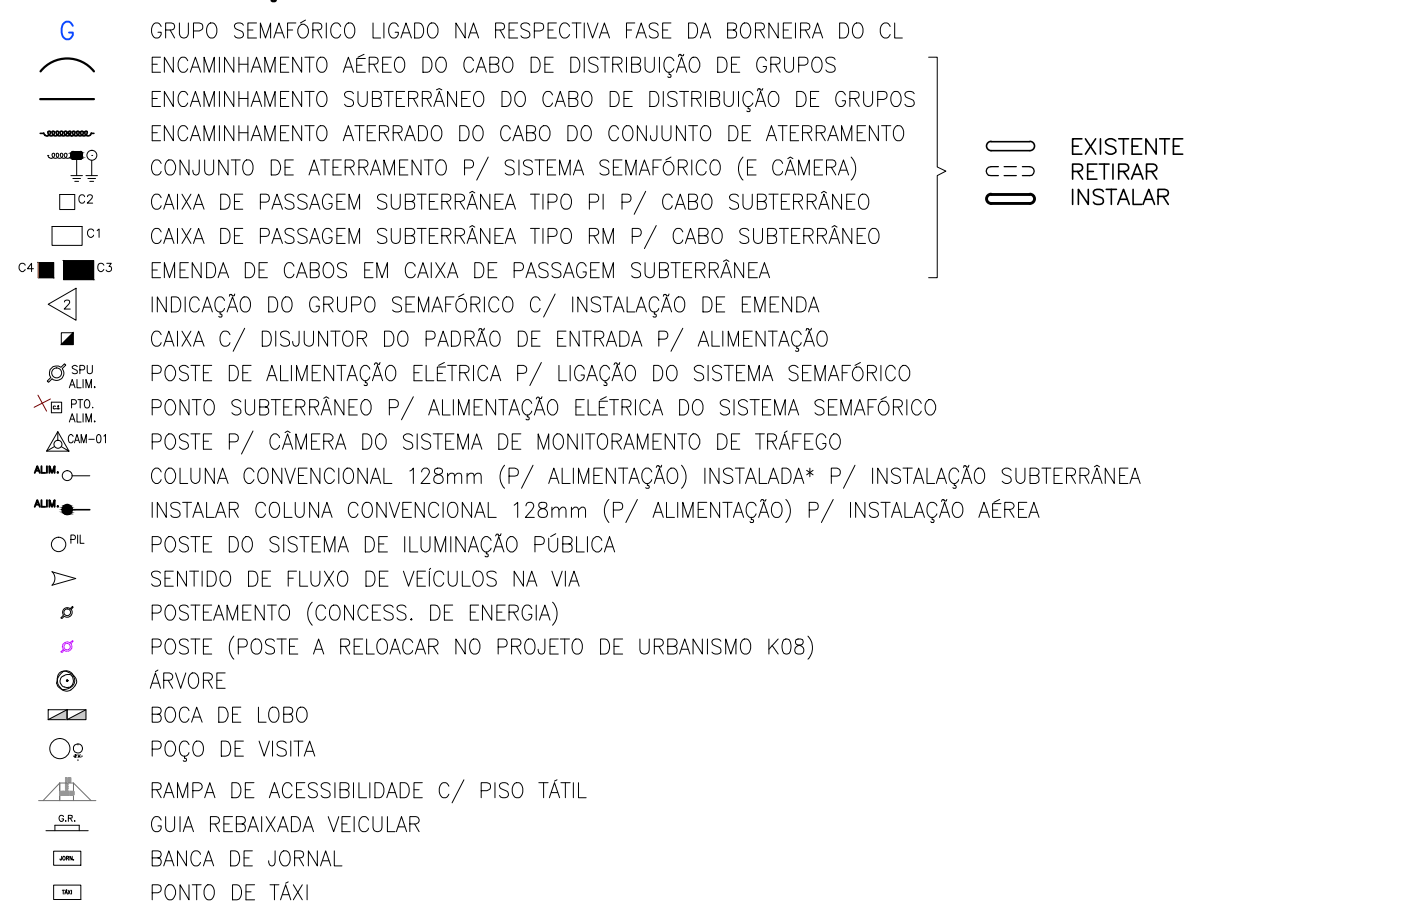 G GRUPO SEMAFÓRICO LIGADO NA RESPECTIVA FASE DA BORNEIRA DO CL
ENCAMINHAMENTO AÉREO DO CABO DE DISTRIBUIÇÃO DE GRUPOS
ENCAMINHAMENTO SUBTERRÂNEO DO CABO DE DISTRIBUIÇÃO DE GRUPOS
ENCAMINHAMENTO ATERRADO DO CABO DO CONJUNTO DE ATERRAMENTO
CONJUNTO DE ATERRAMENTO P/ SISTEMA SEMAFÓRICO (E CÂMERA)
C2 CAIXA DE PASSAGEM SUBTERRÂNEA TIPO PI P/ CABO SUBTERRÂNEO
C1 CAIXA DE PASSAGEM SUBTERRÂNEA TIPO RM P/ CABO SUBTERRÂNEO
C4 C3 EMENDA DE CABOS EM CAIXA DE PASSAGEM SUBTERRÂNEA
EXISTENTE
RETIRAR
INSTALAR
2 INDICAÇÃO DO GRUPO SEMAFÓRICO C/ INSTALAÇÃO DE EMENDA
CAIXA C/ DISJUNTOR DO PADRÃO DE ENTRADA P/ ALIMENTAÇÃO
SPU ALIM. POSTE DE ALIMENTAÇÃO ELÉTRICA P/ LIGAÇÃO DO SISTEMA SEMAFÓRICO
PTO. ALIM. PONTO SUBTERRÂNEO P/ ALIMENTAÇÃO ELÉTRICA DO SISTEMA SEMAFÓRICO
CAM-01 POSTE P/ CÂMERA DO SISTEMA DE MONITORAMENTO DE TRÁFEGO
ALIM. COLUNA CONVENCIONAL 128mm (P/ ALIMENTAÇÃO) INSTALADA* P/ INSTALAÇÃO SUBTERRÂNEA
ALIM. INSTALAR COLUNA CONVENCIONAL 128mm (P/ ALIMENTAÇÃO) P/ INSTALAÇÃO AÉREA
PIL POSTE DO SISTEMA DE ILUMINAÇÃO PÚBLICA
SENTIDO DE FLUXO DE VEÍCULOS NA VIA
POSTEAMENTO (CONCESS. DE ENERGIA)
POSTE (POSTE A RELOACAR NO PROJETO DE URBANISMO K08)
ÁRVORE
BOCA DE LOBO
POÇO DE VISITA
RAMPA DE ACESSIBILIDADE C/ PISO TÁTIL
G.R. GUIA REBAIXADA VEICULAR
JORN. BANCA DE JORNAL
TÁXI PONTO DE TÁXI